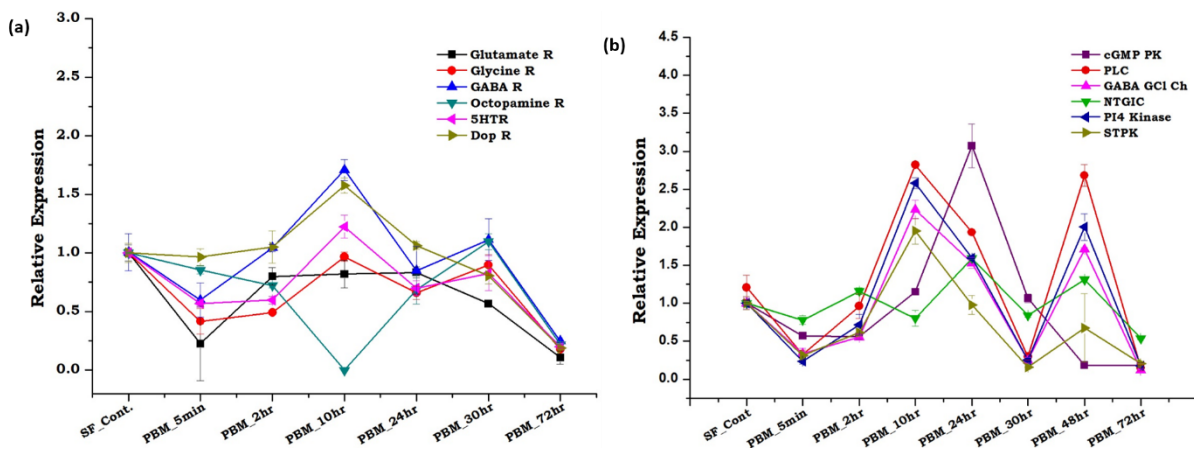 (a)
3.0
2.5
2.0
1.5
1.0
0.5
0.0
Relative Expression
Glutamate R
Glycine R
GABA R
Octopamine R
5HTR
Dop R
SF_Cont.
PBM_5min
PBM_2hr
PBM_10hr
PBM_24hr
PBM_30hr
PBM_72hr
(b)
4.5
4.0
3.5
3.0
2.5
2.0
1.5
1.0
0.5
0.0
Relative Expression
cGMP PK
PLC
GABA GCl Ch
NTGIC
PI4 Kinase
STPK
SF_Cont
PBM_5min
PBM_2hr
PBM_10hr
PBM_24hr
PBM_30hr
PBM_48hr
PBM_72hr